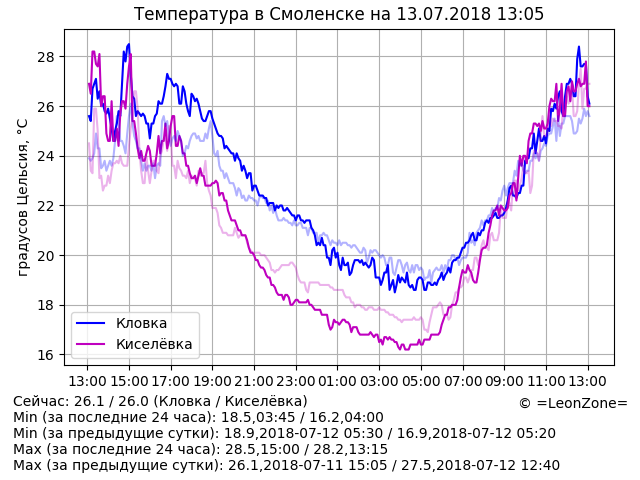 Температура в Смоленске на 13.07.2018 13:05
градусов Цельсия, °C
28
26
24
22
20
18
16
Кловка
Киселёвка
13:00 15:00 17:00 19:00 21:00 23:00 01:00 03:00 05:00 07:00 09:00 11:00 13:00
Сейчас: 26.1 / 26.0 (Кловка / Киселёвка)
© =LeonZone=
Min (за последние 24 часа): 18.5,03:45 / 16.2,04:00
Min (за предыдущие сутки): 18.9,2018-07-12 05:30 / 16.9,2018-07-12 05:20
Max (за последние 24 часа): 28.5,15:00 / 28.2,13:15
Max (за предыдущие сутки): 26.1,2018-07-11 15:05 / 27.5,2018-07-12 12:40